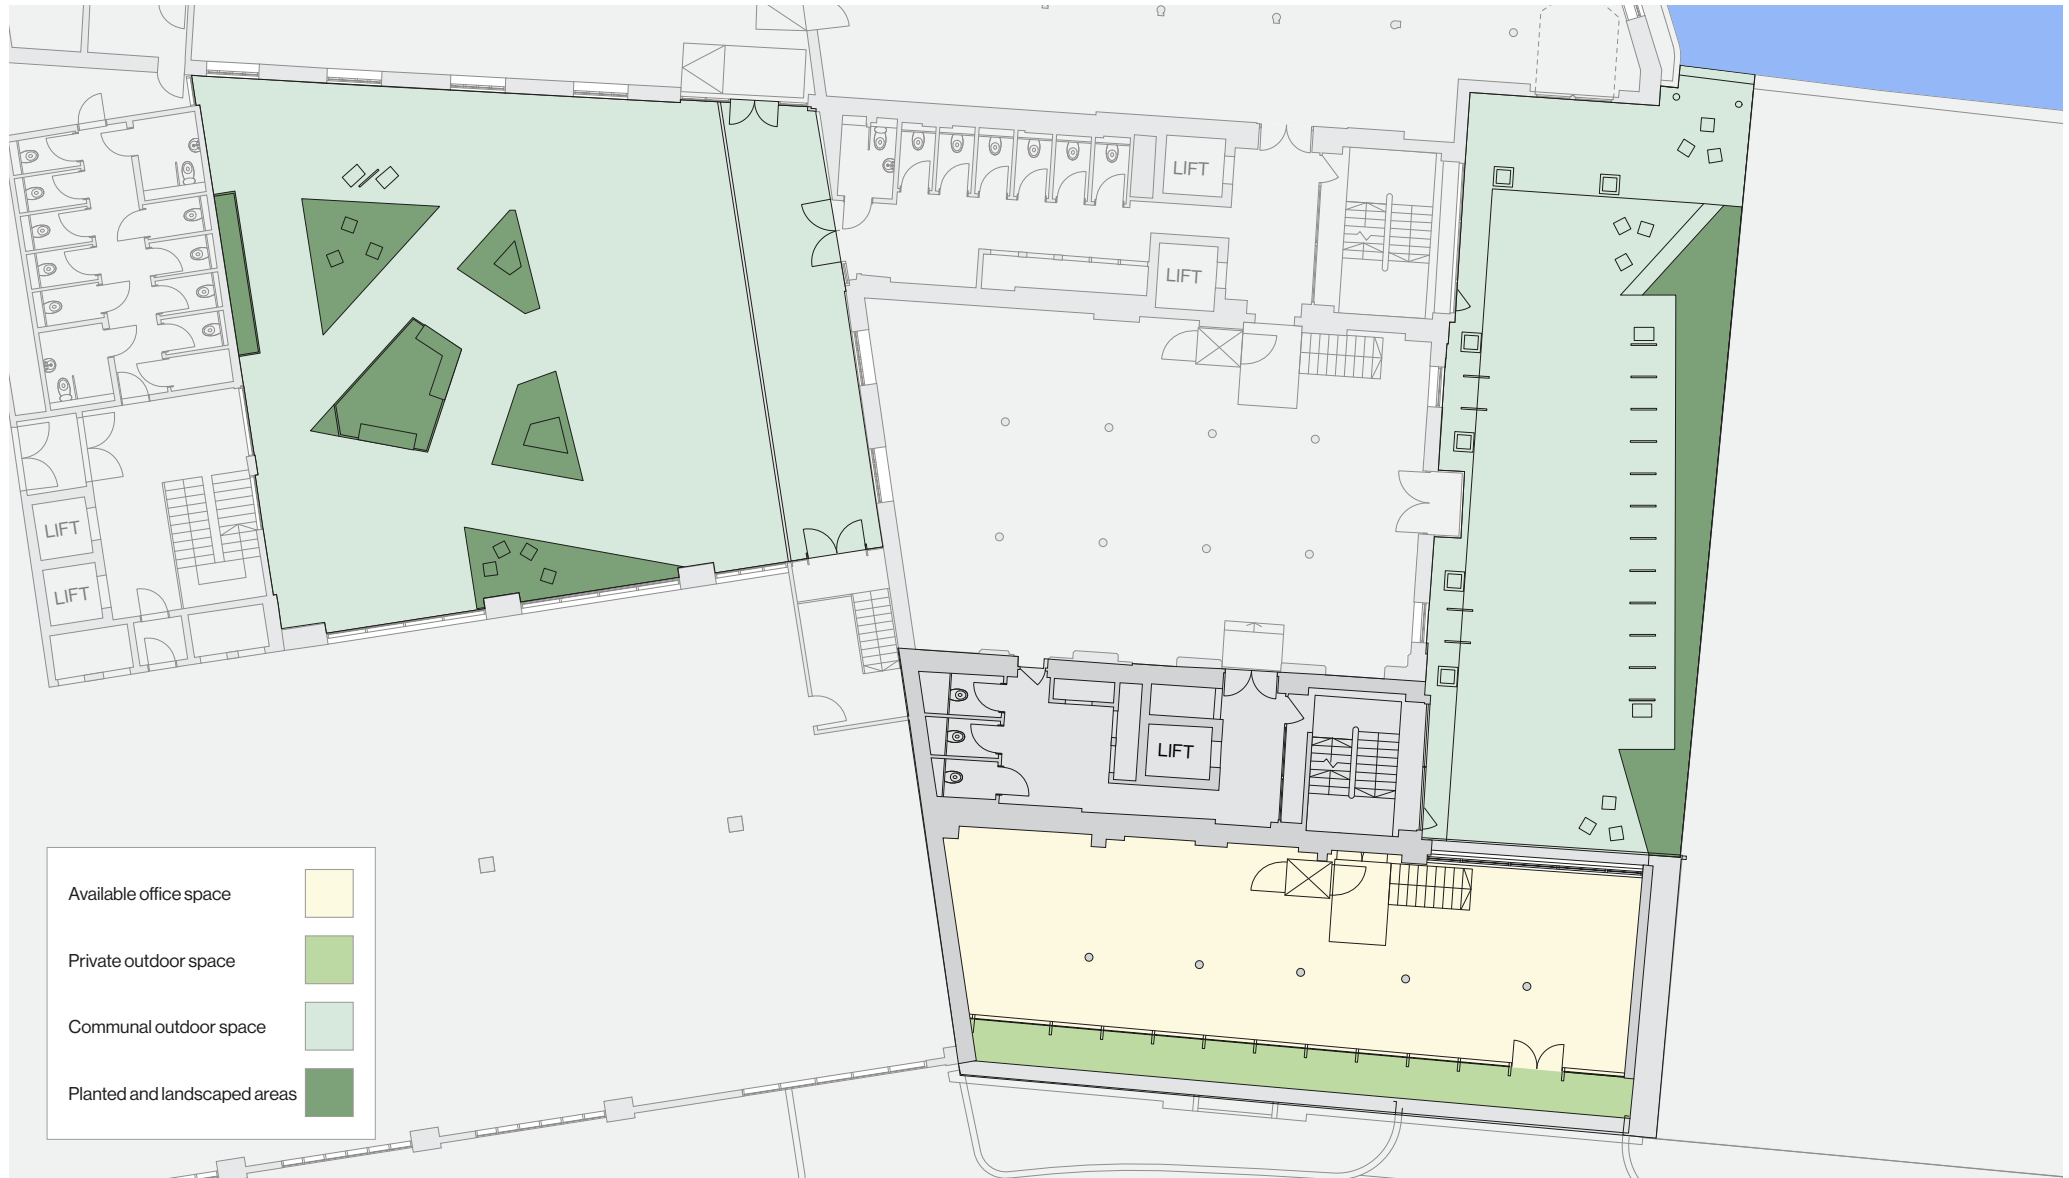 LIFT
LIFT
LIFT
LIFT
LIFT
Available office space
Private outdoor space
Communal outdoor space
Planted and landscaped areas